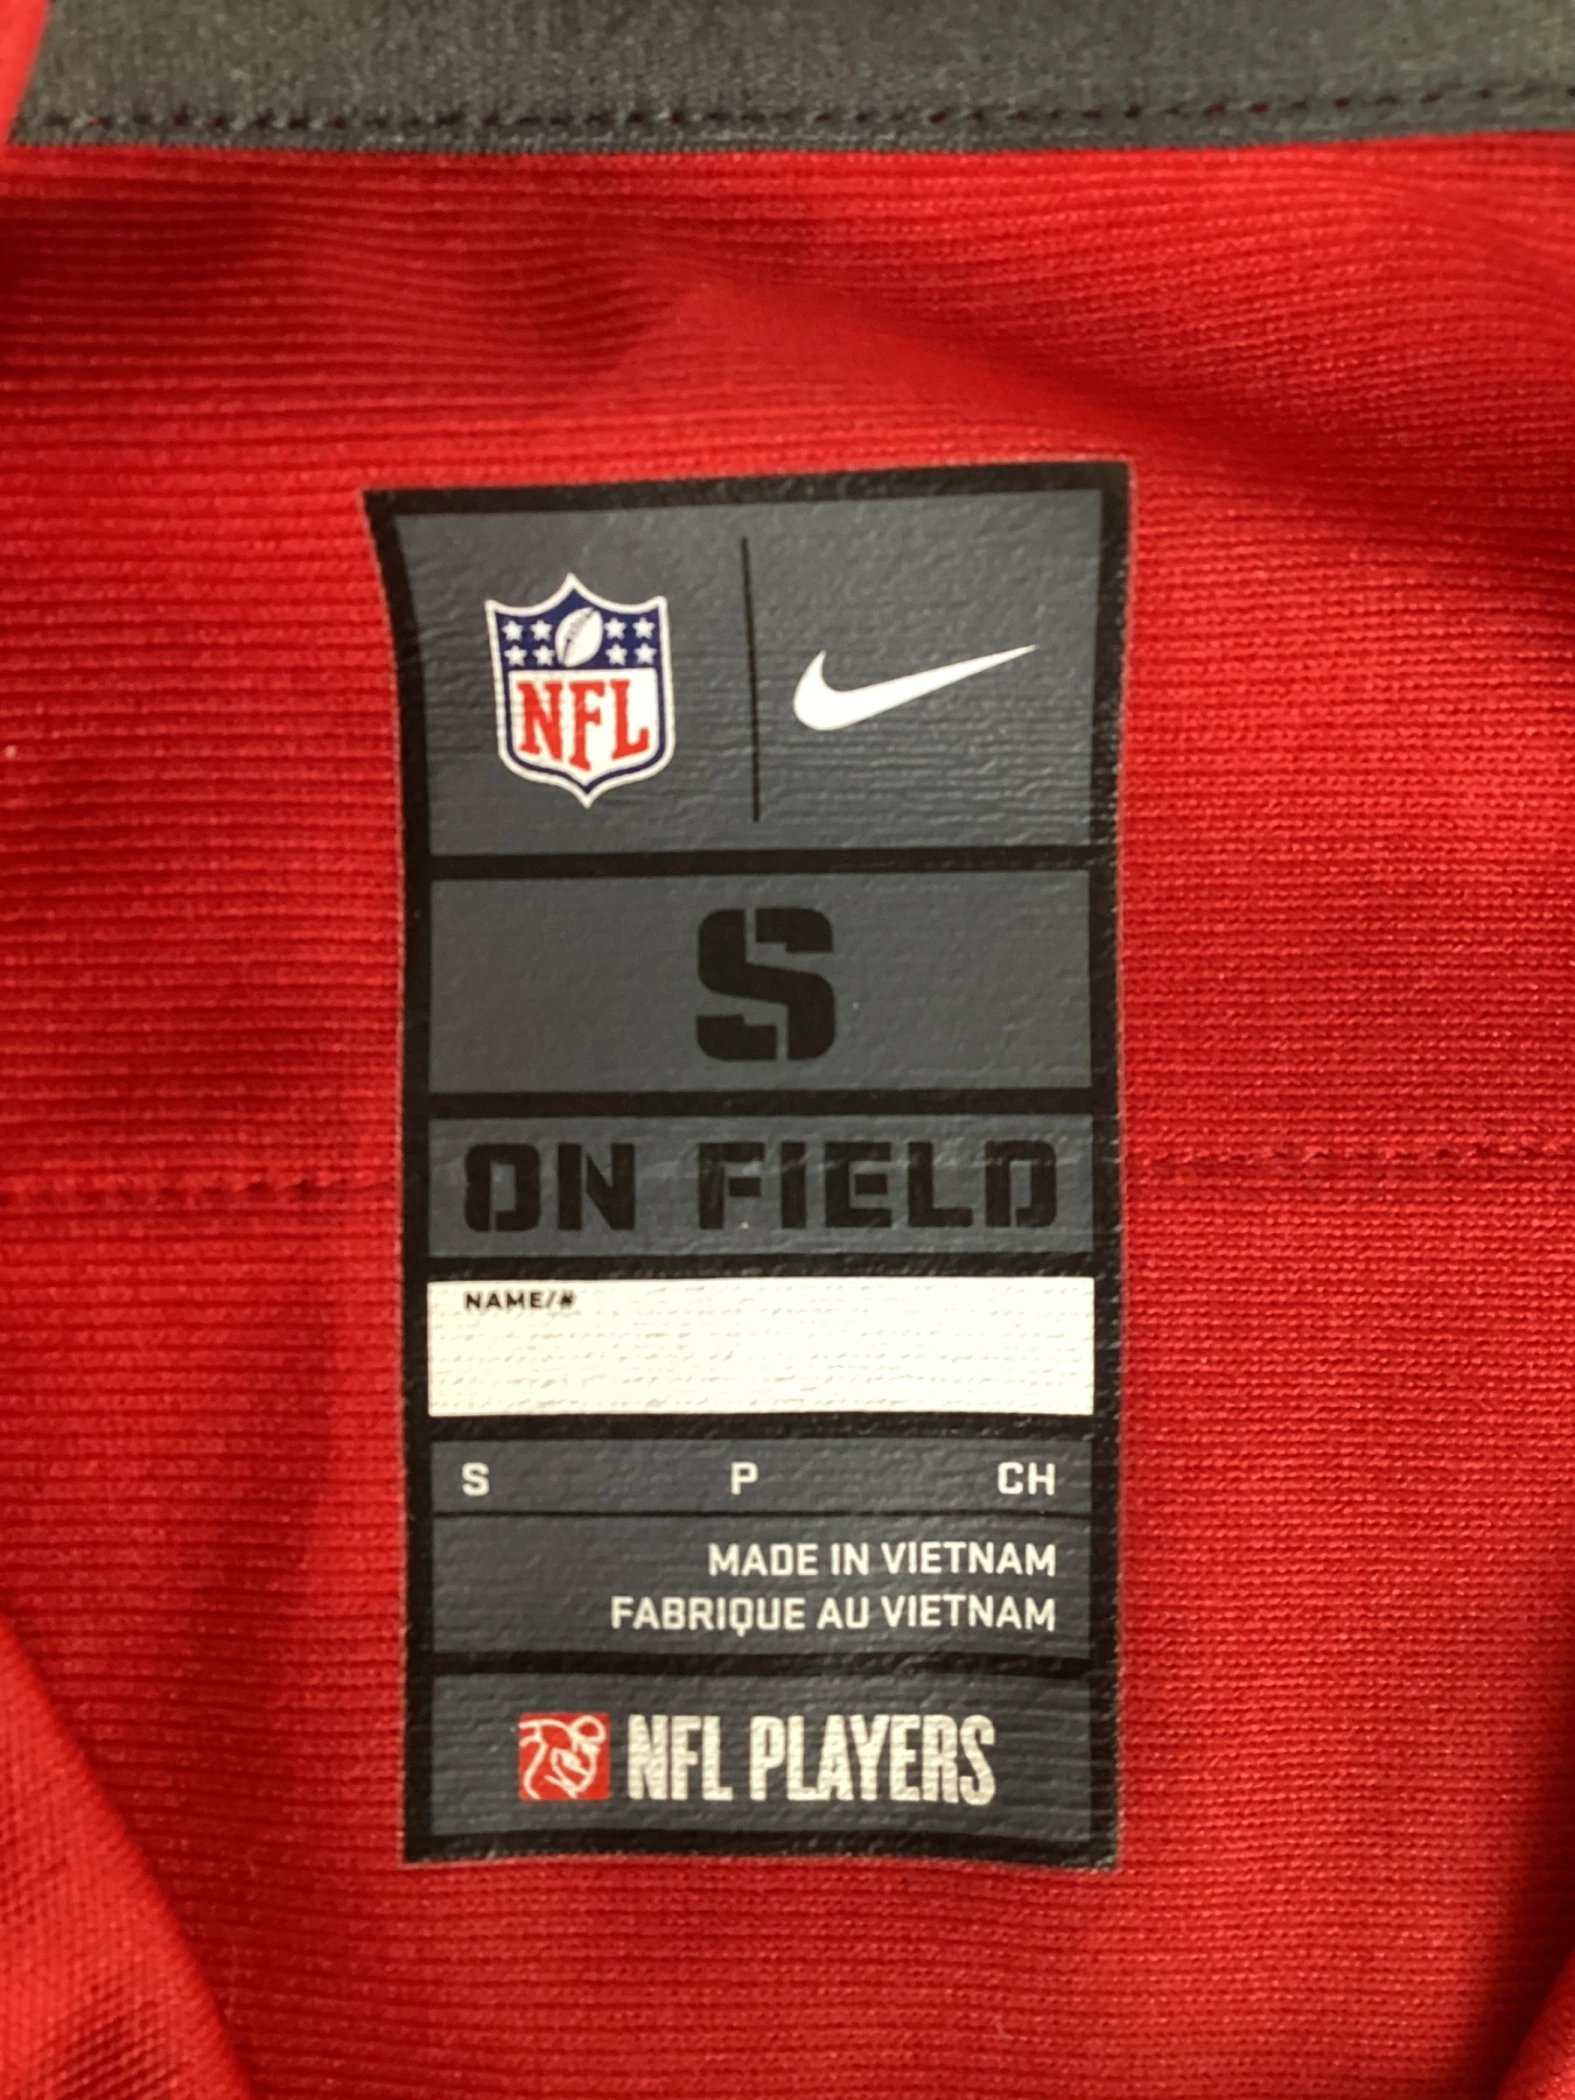 NFL
S
ON FIELD
NAME/#
S P CH
MADE IN VIETNAM
FABRIQUE AU VIETNAM
NFL PLAYERS